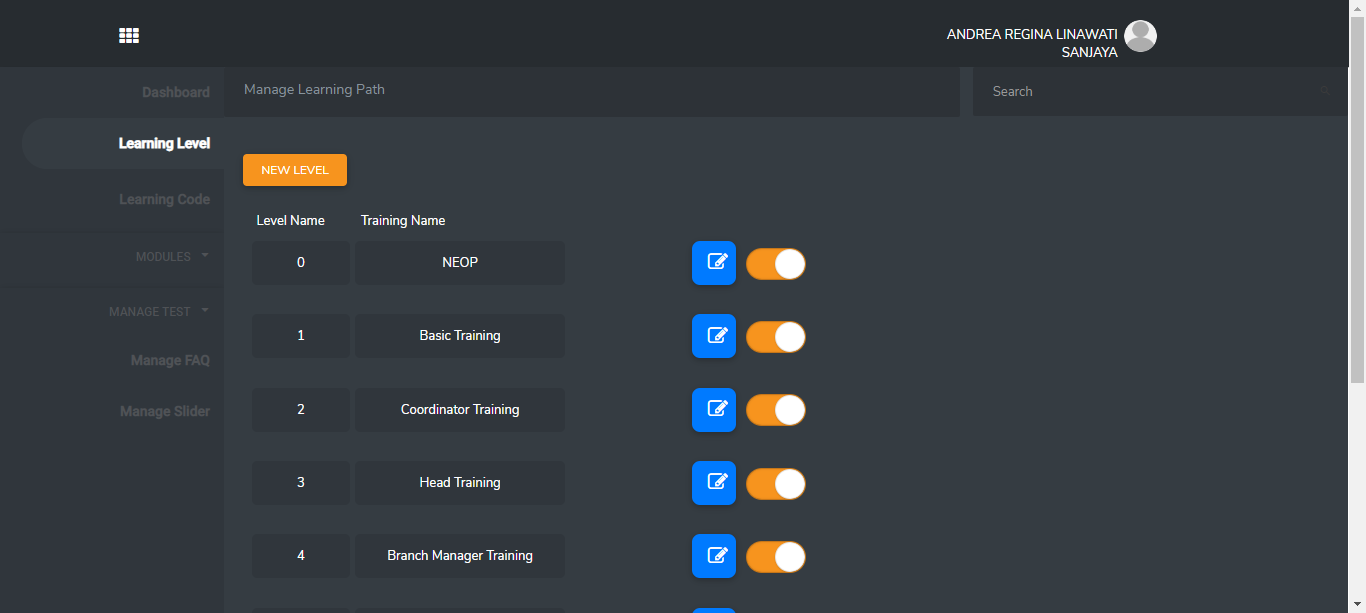 ANDREA REGINA LINAWATI
SANJAYA
Dashboard
Learning Level
Learning Code
MODULES
MANAGE TEST
Manage FAQ
Manage Slider
Manage Learning Path
Search
NEW LEVEL
Level Name Training Name
0 NEOP
1 Basic Training
2 Coordinator Training
3 Head Training
4 Branch Manager Training